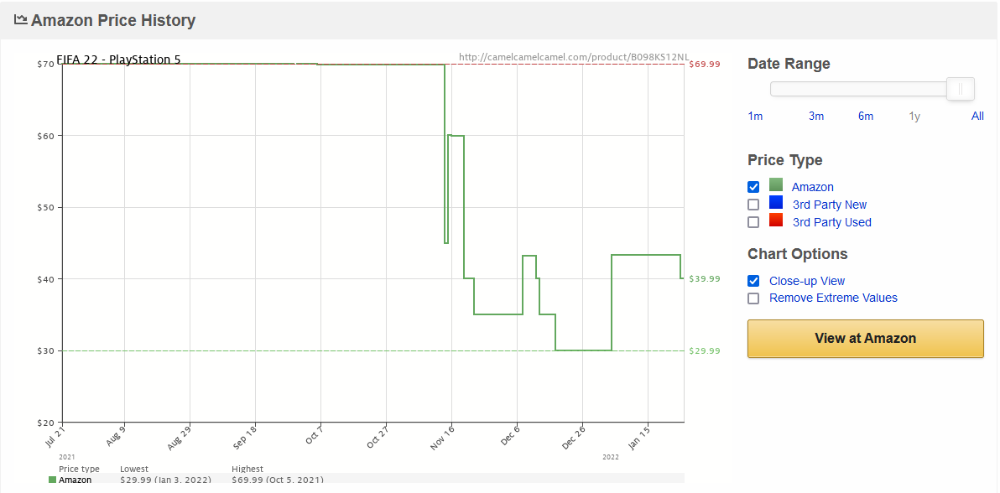 Amazon Price History
FIFA 22 - PlayStation 5
http://camelcamelcamel.com/product/B098KS12NL
$70
$60
$50
$40
$30
$20
$69.99
$39.99
$29.99
Jul 21
Aug 9
Aug 29
Sep 18
Oct 7
Oct 27
Nov 16
Dec 6
Dec 26
Jan 15
2021
2022
Price type Lowest Highest
Amazon $29.99 (Jan 3, 2022) $69.99 (Oct 5, 2021)
Date Range
1m 3m 6m 1y All
Price Type
Amazon
3rd Party New
3rd Party Used
Chart Options
Close-up View
Remove Extreme Values
View at Amazon